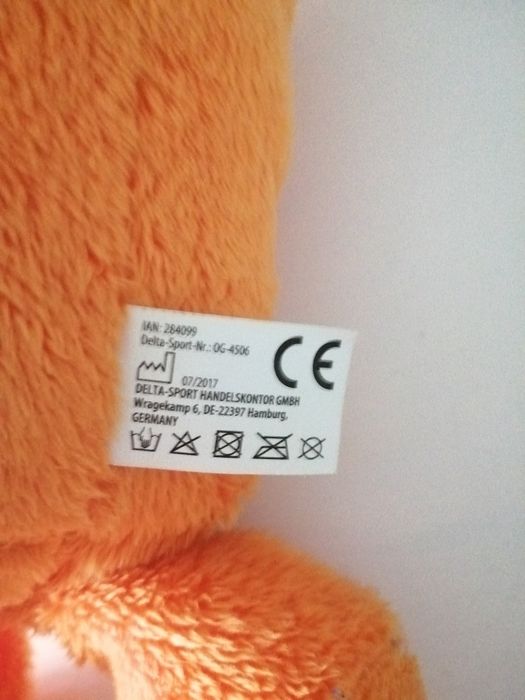 IAN: 284099
Delta-Sport-Nr.: OG-4506
CE
07/2017
DELTA-SPORT HANDELSKONTOR GMBH
Wragekamp 6, DE-22397 Hamburg,
GERMANY